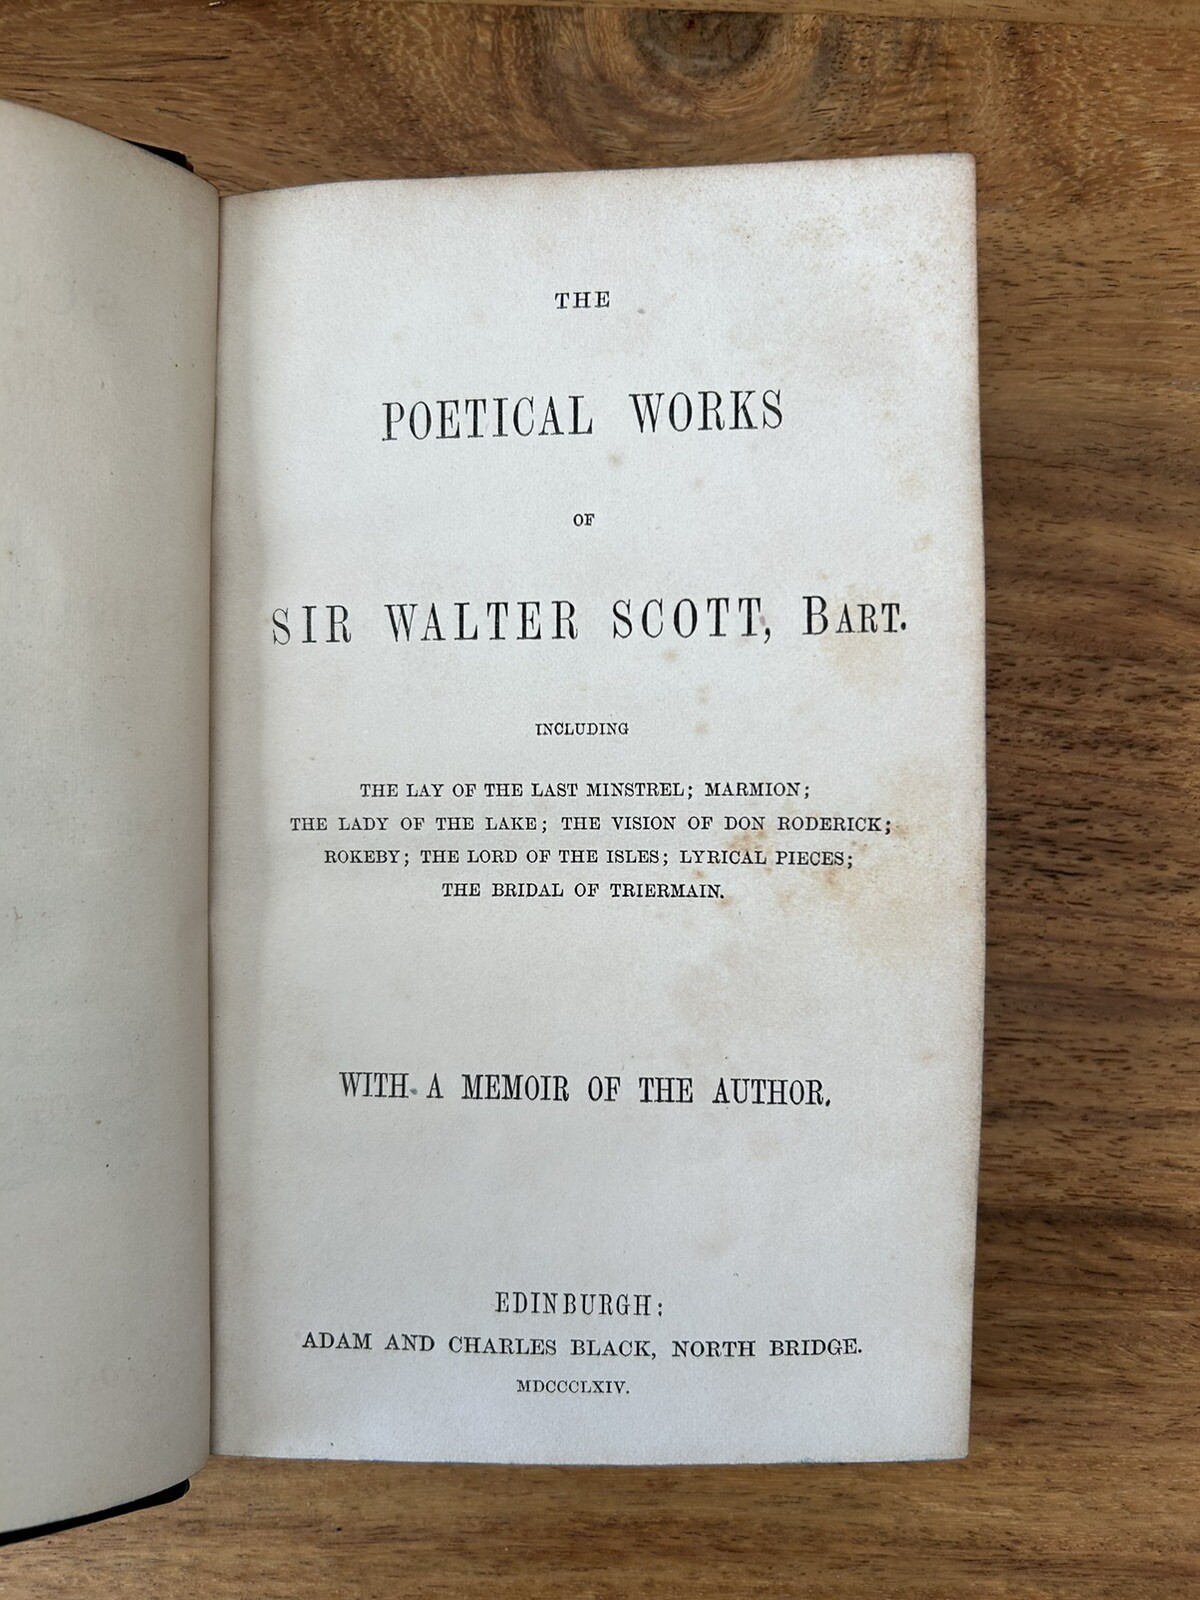 THE
POETICAL WORKS
OF
SIR WALTER SCOTT, BART.
INCLUDING
THE LAY OF THE LAST MINSTREL; MARMION;
THE LADY OF THE LAKE; THE VISION OF DON RODERICK;
ROKEBY; THE LORD OF THE ISLES; LYRICAL PIECES;
THE BRIDAL OF TRIERMAIN.
WITH A MEMOIR OF THE AUTHOR.
EDINBURGH:
ADAM AND CHARLES BLACK, NORTH BRIDGE.
MDCCCLXIV.